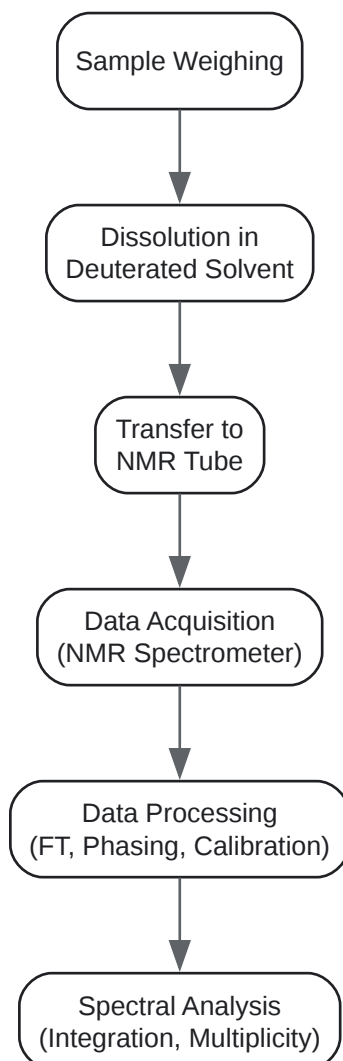 Sample Weighing
Dissolution in
Deuterated Solvent
Transfer to
NMR Tube
Data Acquisition
(NMR Spectrometer)
Data Processing
(FT, Phasing, Calibration)
Spectral Analysis
(Integration, Multiplicity)